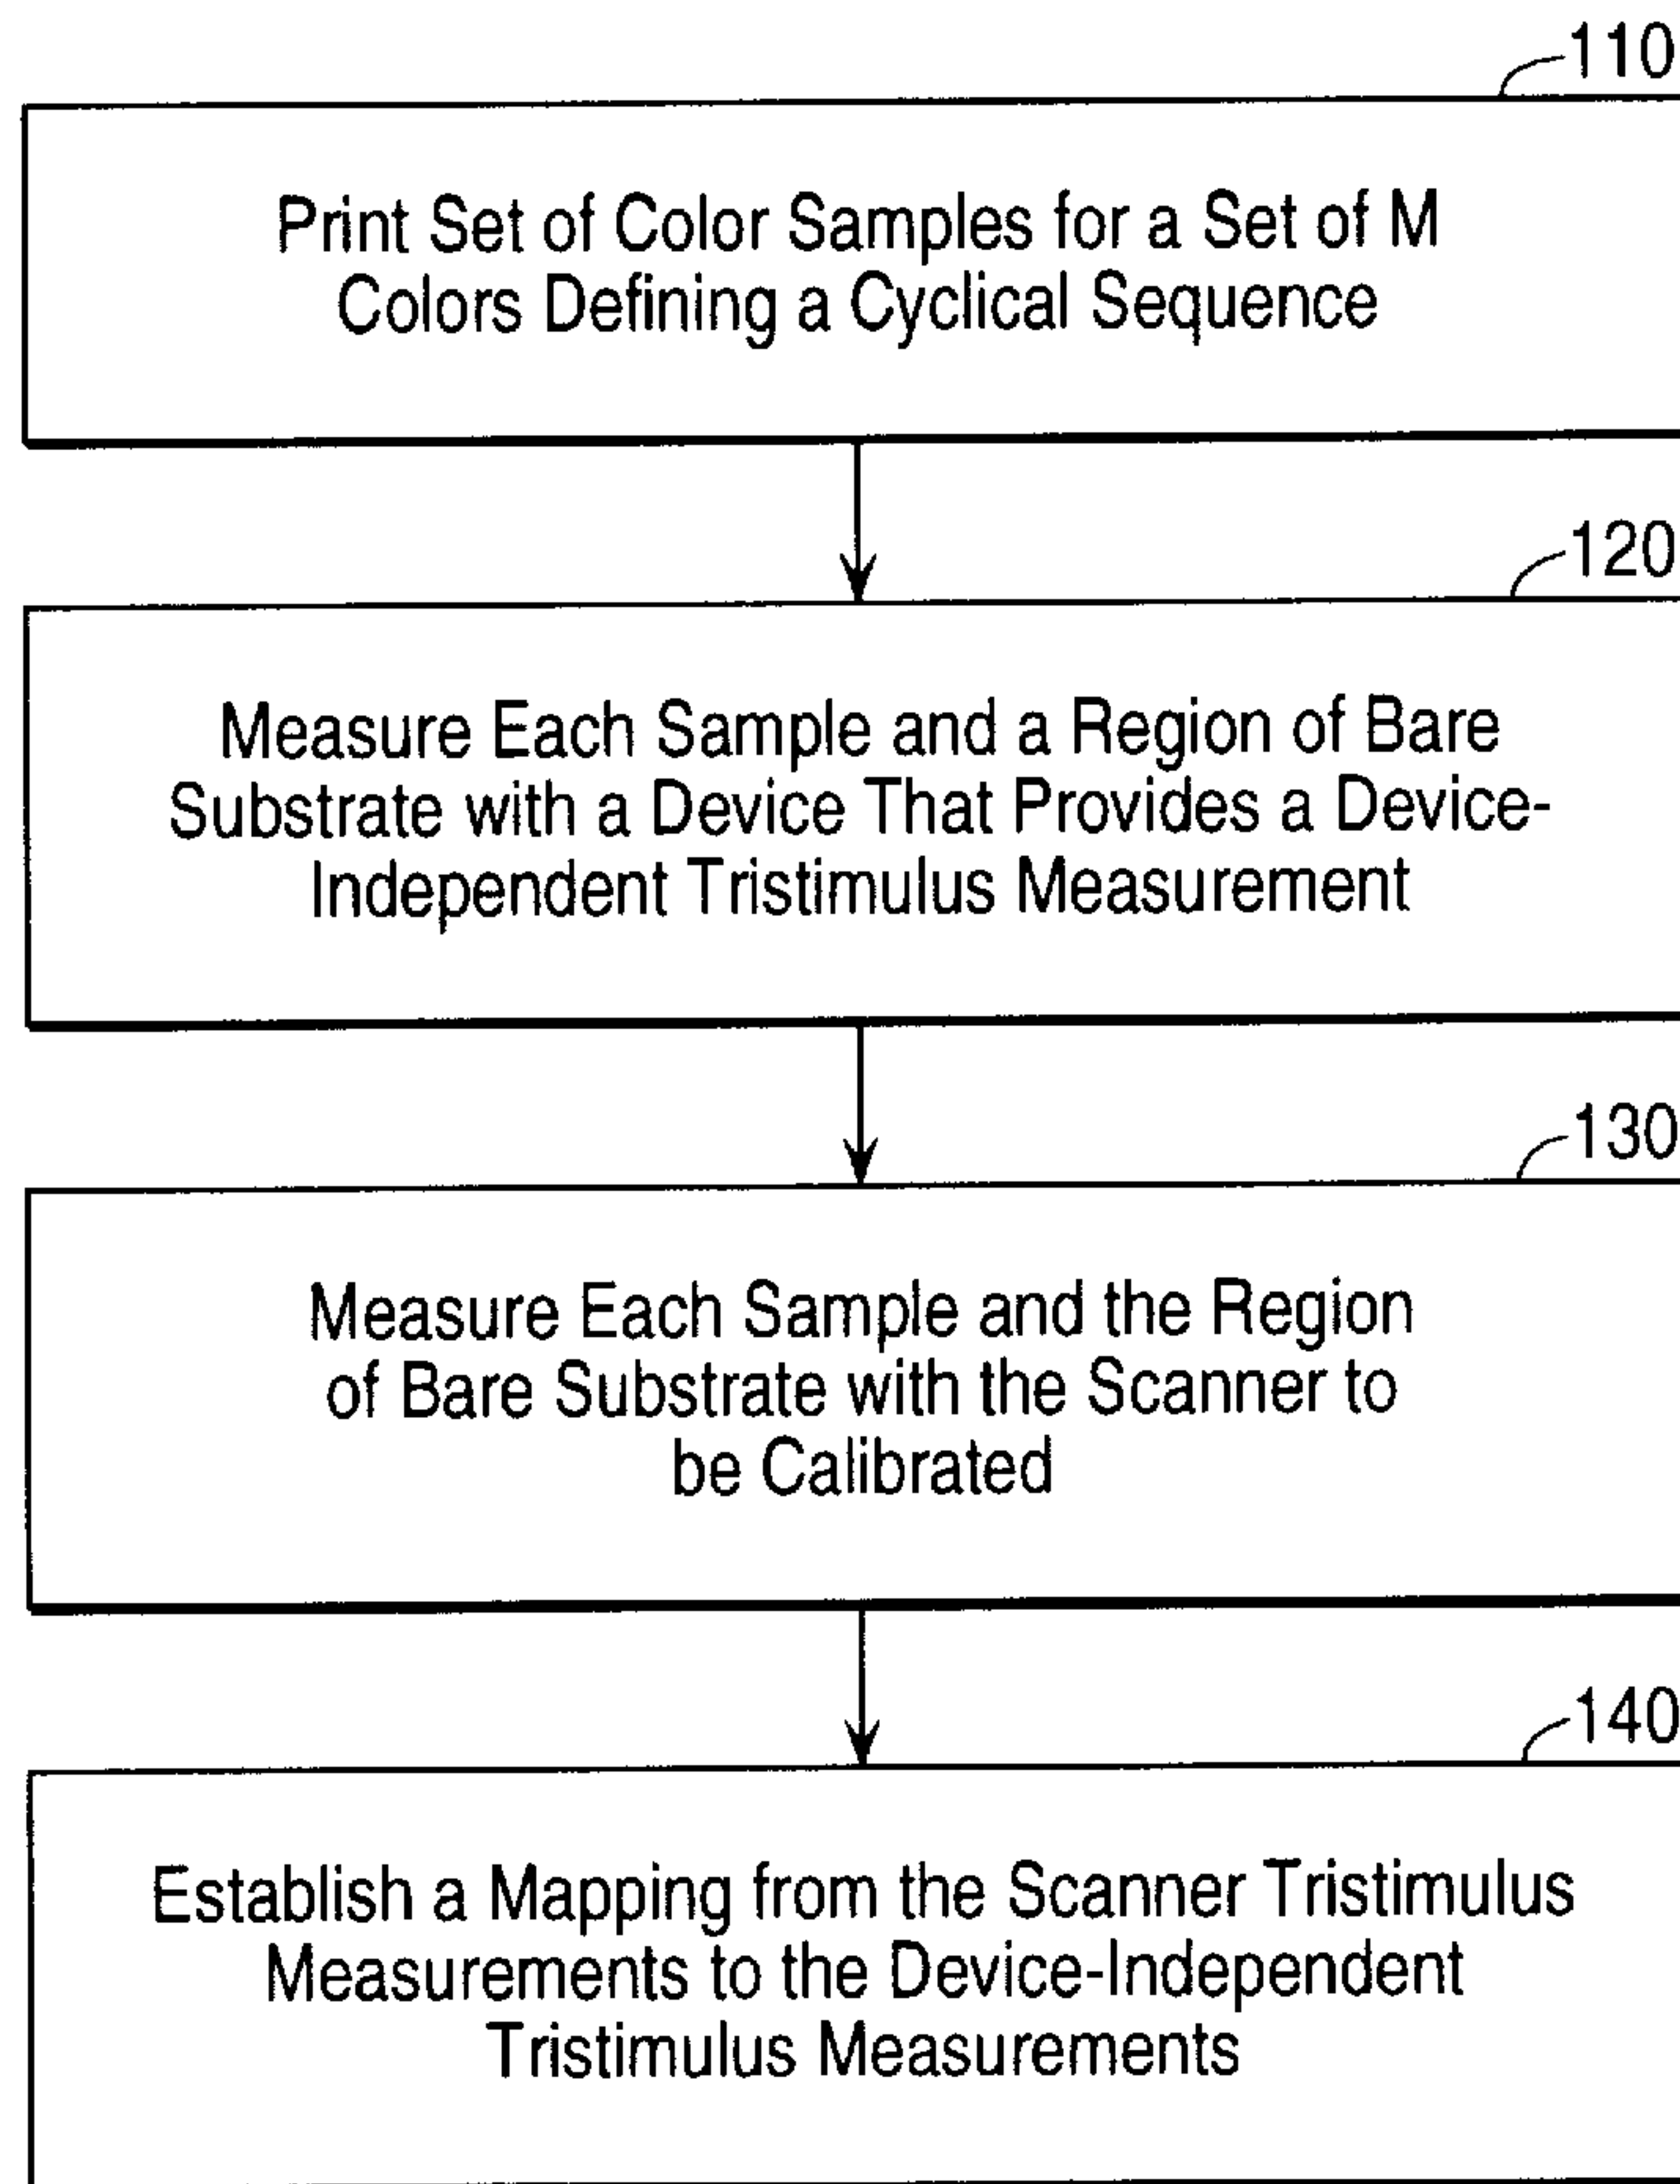 110
Print Set of Color Samples for a Set of M
Colors Defining a Cyclical Sequence
120
Measure Each Sample and a Region of Bare
Substrate with a Device That Provides a Device-
Independent Tristimulus Measurement
130
Measure Each Sample and the Region
of Bare Substrate with the Scanner to
be Calibrated
140
Establish a Mapping from the Scanner Tristimulus
Measurements to the Device-Independent
Tristimulus Measurements